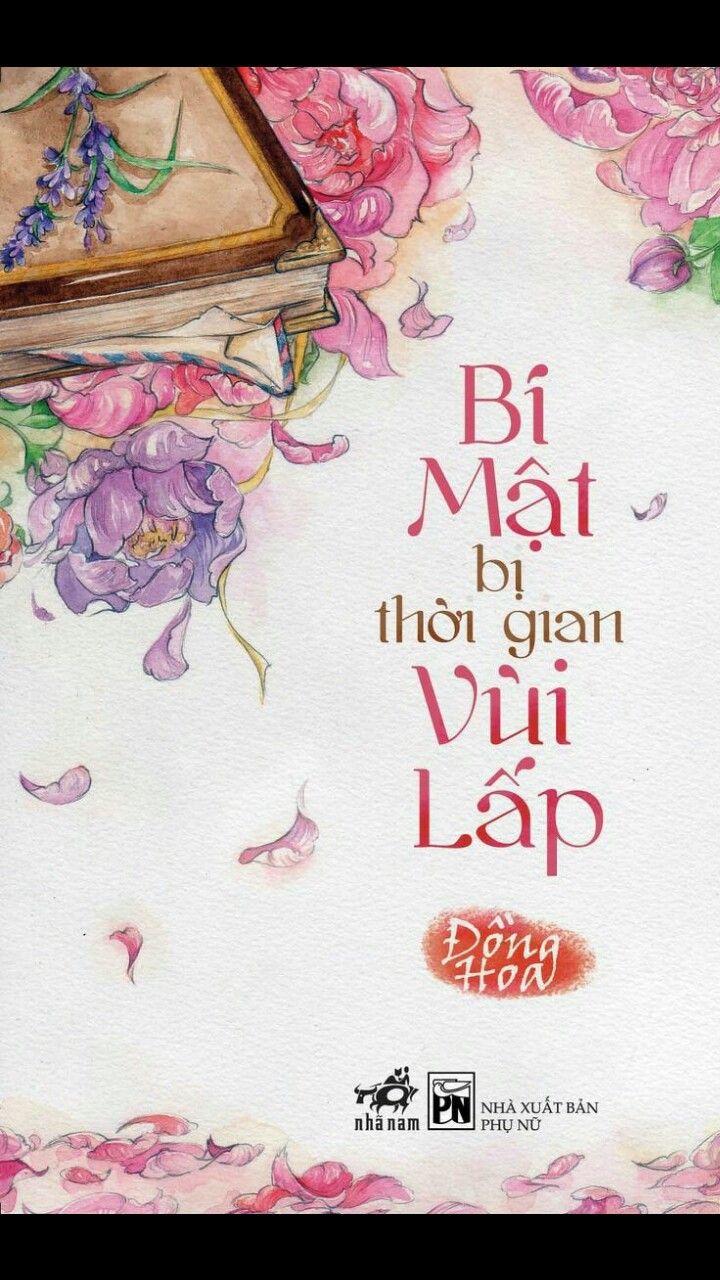 Bí
Mật
bị
thời gian
Vùi
Lấp
Đồng
Hoa
nhã nam
PN
NHÀ XUẤT BẢN
PHỤ NỮ